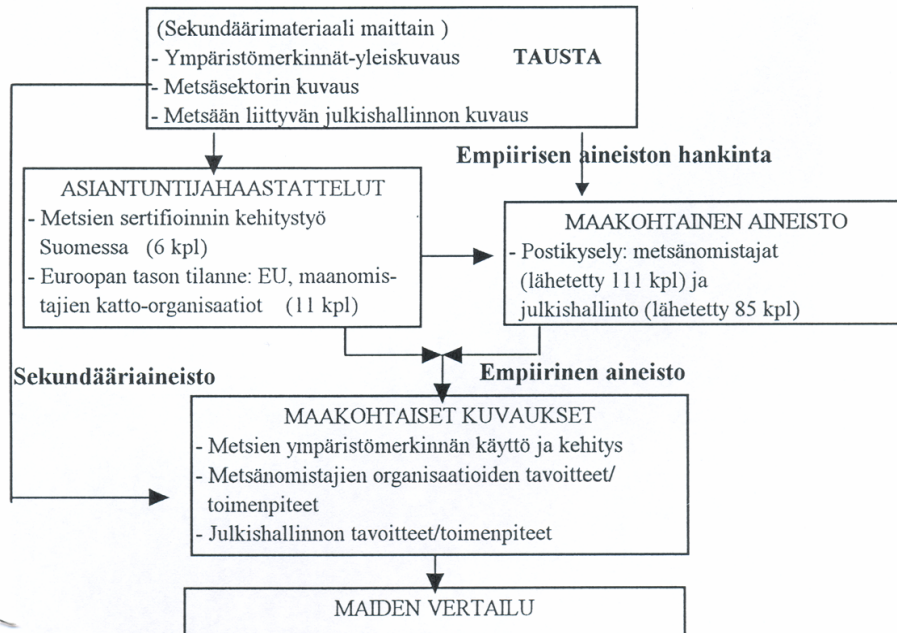 (Sekundäärimateriaali maittain )
- Ympäristömerkinnät-yleiskuvaus TAUSTA
- Metsäsektorin kuvaus
- Metsään liittyvän julkishallinnon kuvaus
Empiirisen aineiston hankinta
ASIANTUNTIJAHAASTATTELUT
- Metsien sertifioinnin kehitystyö
Suomessa (6 kpl)
- Euroopan tason tilanne: EU, maanomis-
tajien katto-organisaatiot (11 kpl)
MAAKOHTAINEN AINEISTO
- Postikysely: metsänomistajat
(lähetetty 111 kpl) ja
julkishallinto (lähetetty 85 kpl)
Sekundääriaineisto
Empiirinen aineisto
MAAKOHTAISET KUVAUKSET
- Metsien ympäristömerkinnän käyttö ja kehitys
- Metsänomistajien organisaatioiden tavoitteet/
toimenpiteet
- Julkishallinnon tavoitteet/toimenpiteet
MAIDEN VERTAILU